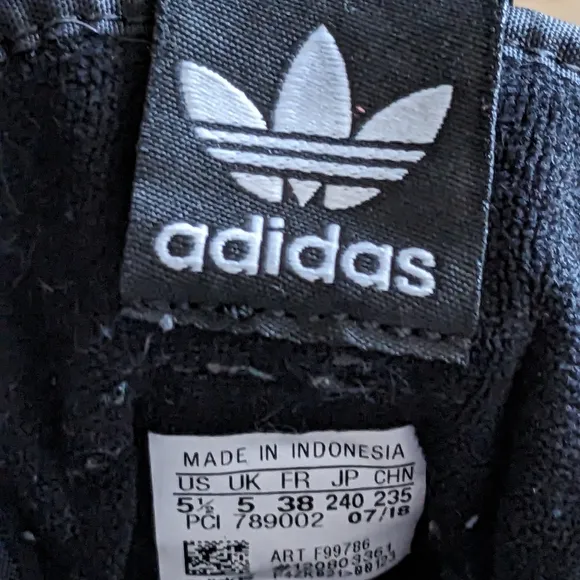 adidas
MADE IN INDONESIA
US UK FR JP CHN
5½ 5 38 240 235
PCI 789002 07/18
ART F99786